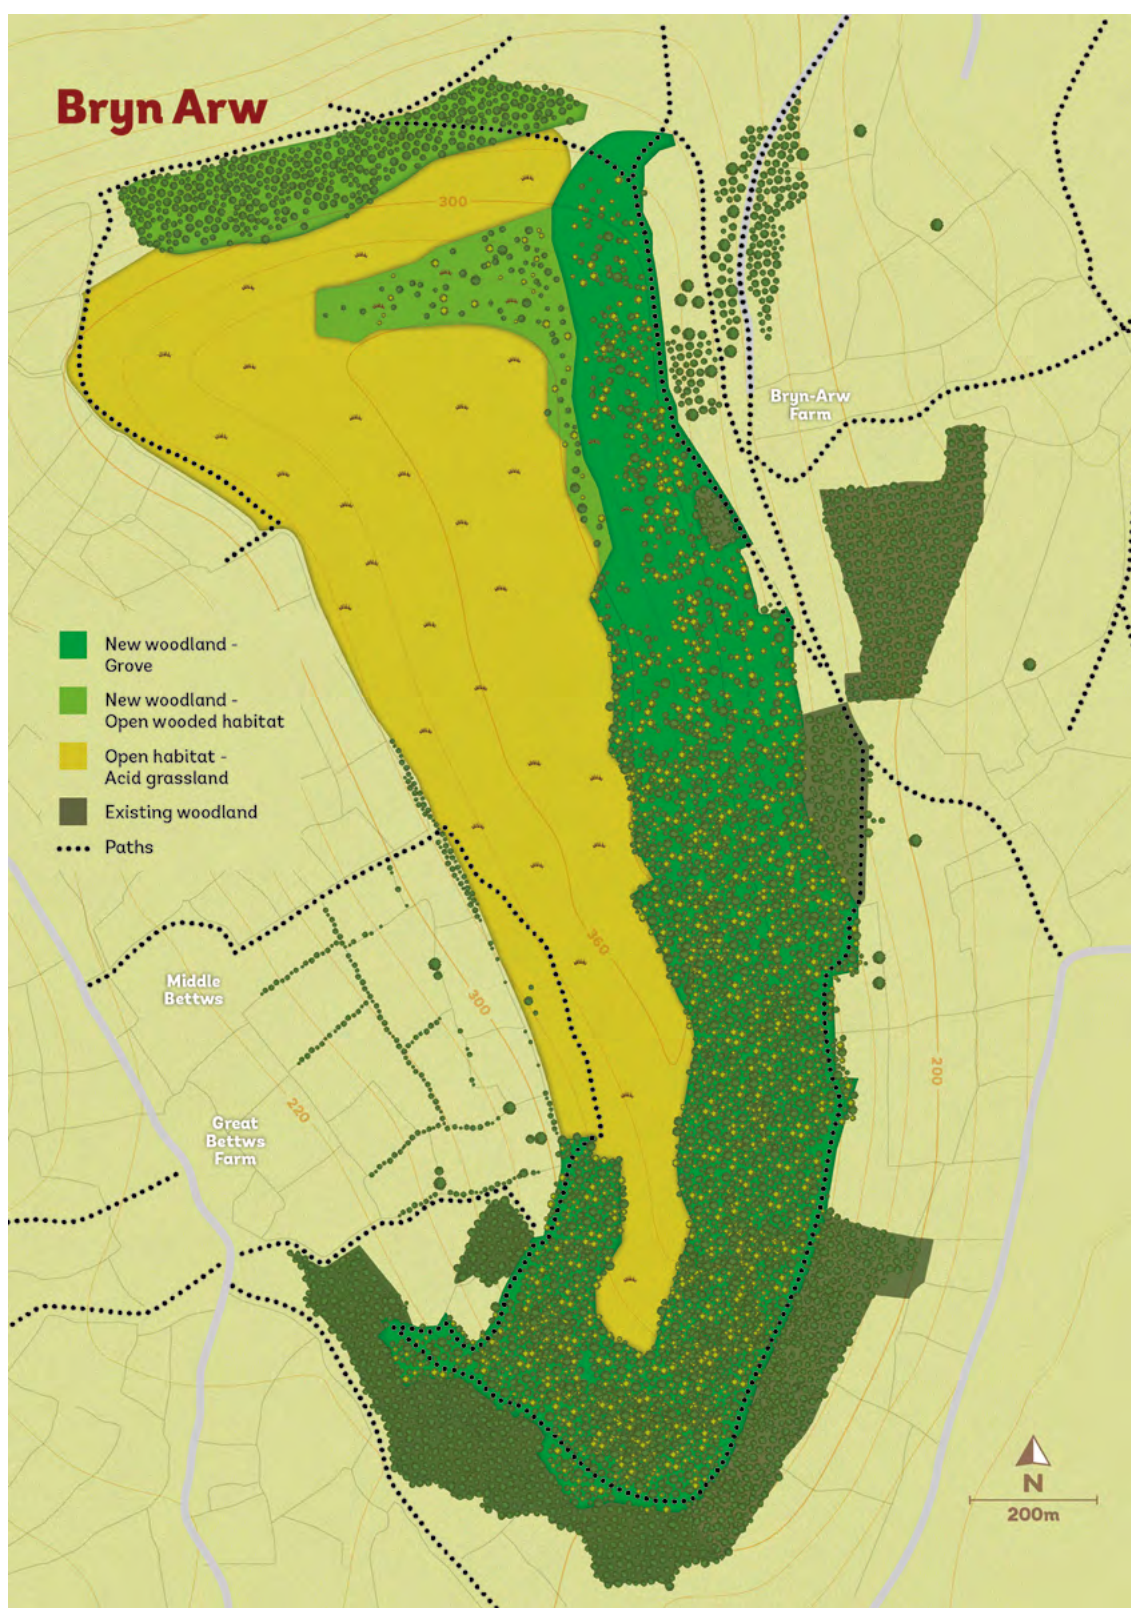 Bryn Arw
300
Bryn-Arw
Farm
New woodland -
Grove
New woodland -
Open wooded habitat
Open habitat -
Acid grassland
Existing woodland
Paths
360
Middle
Bettws
300
200
220
Great
Bettws
Farm
N
200m